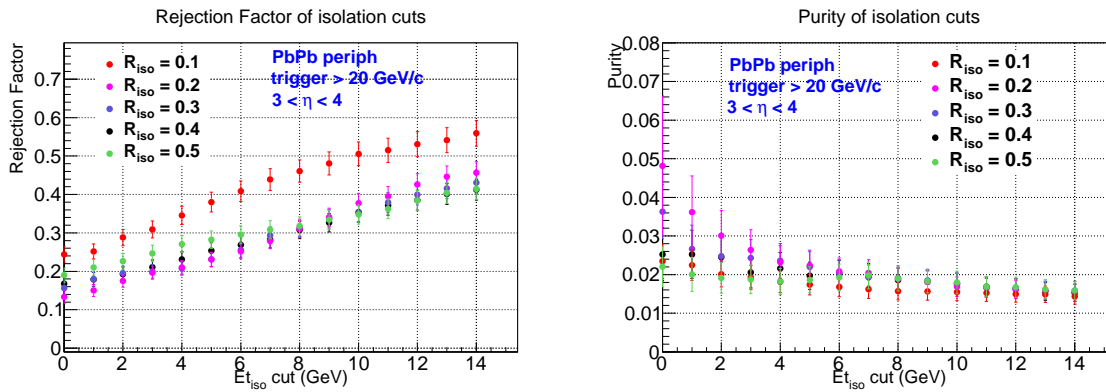 Rejection Factor of isolation cuts
Rejection Factor
0.7
0.6
0.5
0.4
0.3
0.2
0.1
0
R_iso = 0.1
R_iso = 0.2
R_iso = 0.3
R_iso = 0.4
R_iso = 0.5
PbPb periph
trigger > 20 GeV/c
3 < η < 4
0 2 4 6 8 10 12 14
Et_iso cut (GeV)
Purity of isolation cuts
Purity
0.08
0.07
0.06
0.05
0.04
0.03
0.02
0.01
0.00
PbPb periph
trigger > 20 GeV/c
3 < η < 4
R_iso = 0.1
R_iso = 0.2
R_iso = 0.3
R_iso = 0.4
R_iso = 0.5
0 2 4 6 8 10 12 14
Et_iso cut (GeV)